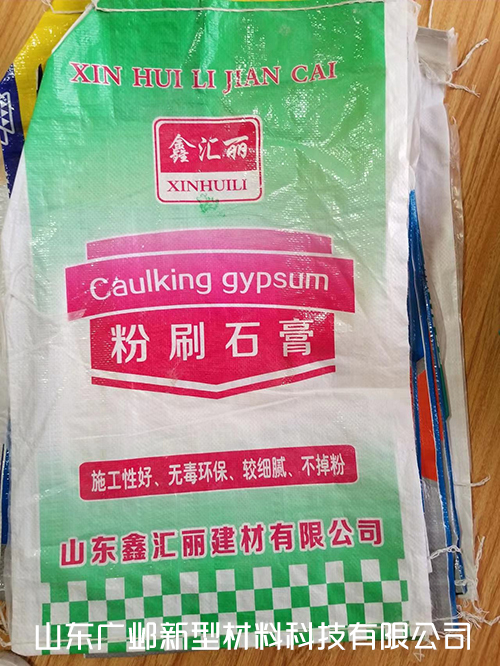 XIN HUI LI JIAN CAI
鑫汇丽
XINHUILI
Caulking gypsum
粉刷石膏
施工性好、无毒环保、较细腻、不掉粉
山东鑫汇丽建材有限公司
山东广邺新型材料科技有限公司